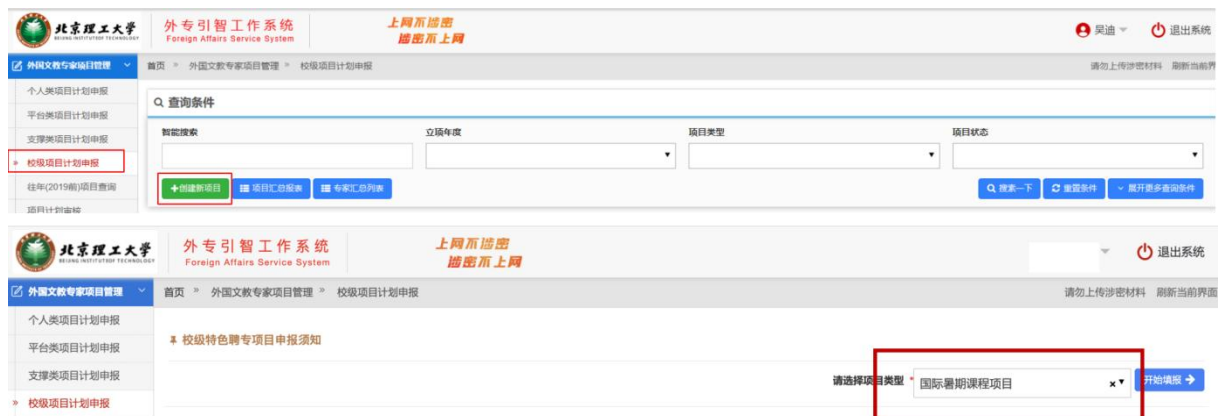 北京理工大学
BEIJING INSTITUTE OF TECHNOLOGY
外专引智工作系统
Foreign Affairs Service System
上网不涉密
涉密不上网
吴迪
退出系统
外国文教专家项目管理
首页 » 外国文教专家项目管理 » 校级项目计划申报
请勿上传涉密材料 刷新当前界
个人类项目计划申报
平台类项目计划申报
支撑类项目计划申报
» 校级项目计划申报
往年(2019前)项目查询
项目计划审核
查询条件
智能搜索
立项年度
项目类型
项目状态
+创建新项目
项目汇总报表
专家汇总列表
搜索一下
重置条件
展开更多查询条件
北京理工大学
BEIJING INSTITUTE OF TECHNOLOGY
外专引智工作系统
Foreign Affairs Service System
上网不涉密
涉密不上网
退出系统
外国文教专家项目管理
首页 » 外国文教专家项目管理 » 校级项目计划申报
请勿上传涉密材料 刷新当前界面
个人类项目计划申报
平台类项目计划申报
支撑类项目计划申报
» 校级项目计划申报
校级特色聘专项目申报须知
请选择项目类型 *
国际暑期课程项目
×
开始填报